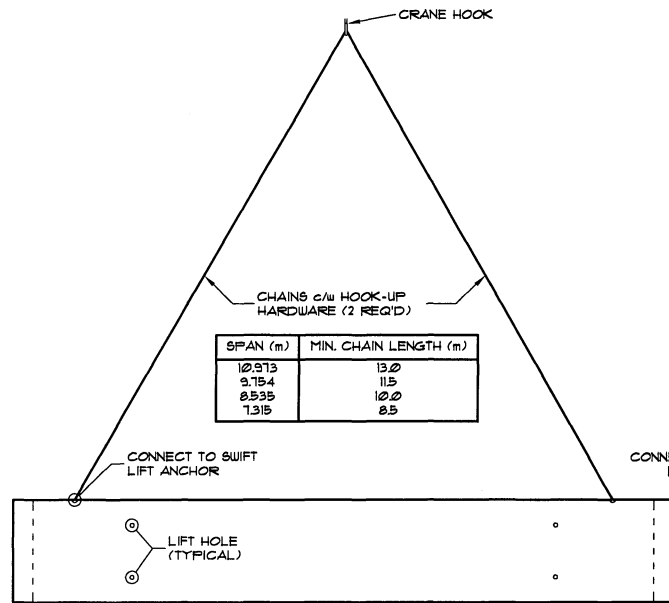 CRANE HOOK
CHAINS c/w HOOK-UP
HARDWARE (2 REQ'D)
SPAN (m) MIN. CHAIN LENGTH (m)
10.973 13.0
9.754 11.5
8.535 10.0
7.315 8.5
CONNECT TO SWIFT
LIFT ANCHOR
LIFT HOLE
(TYPICAL)